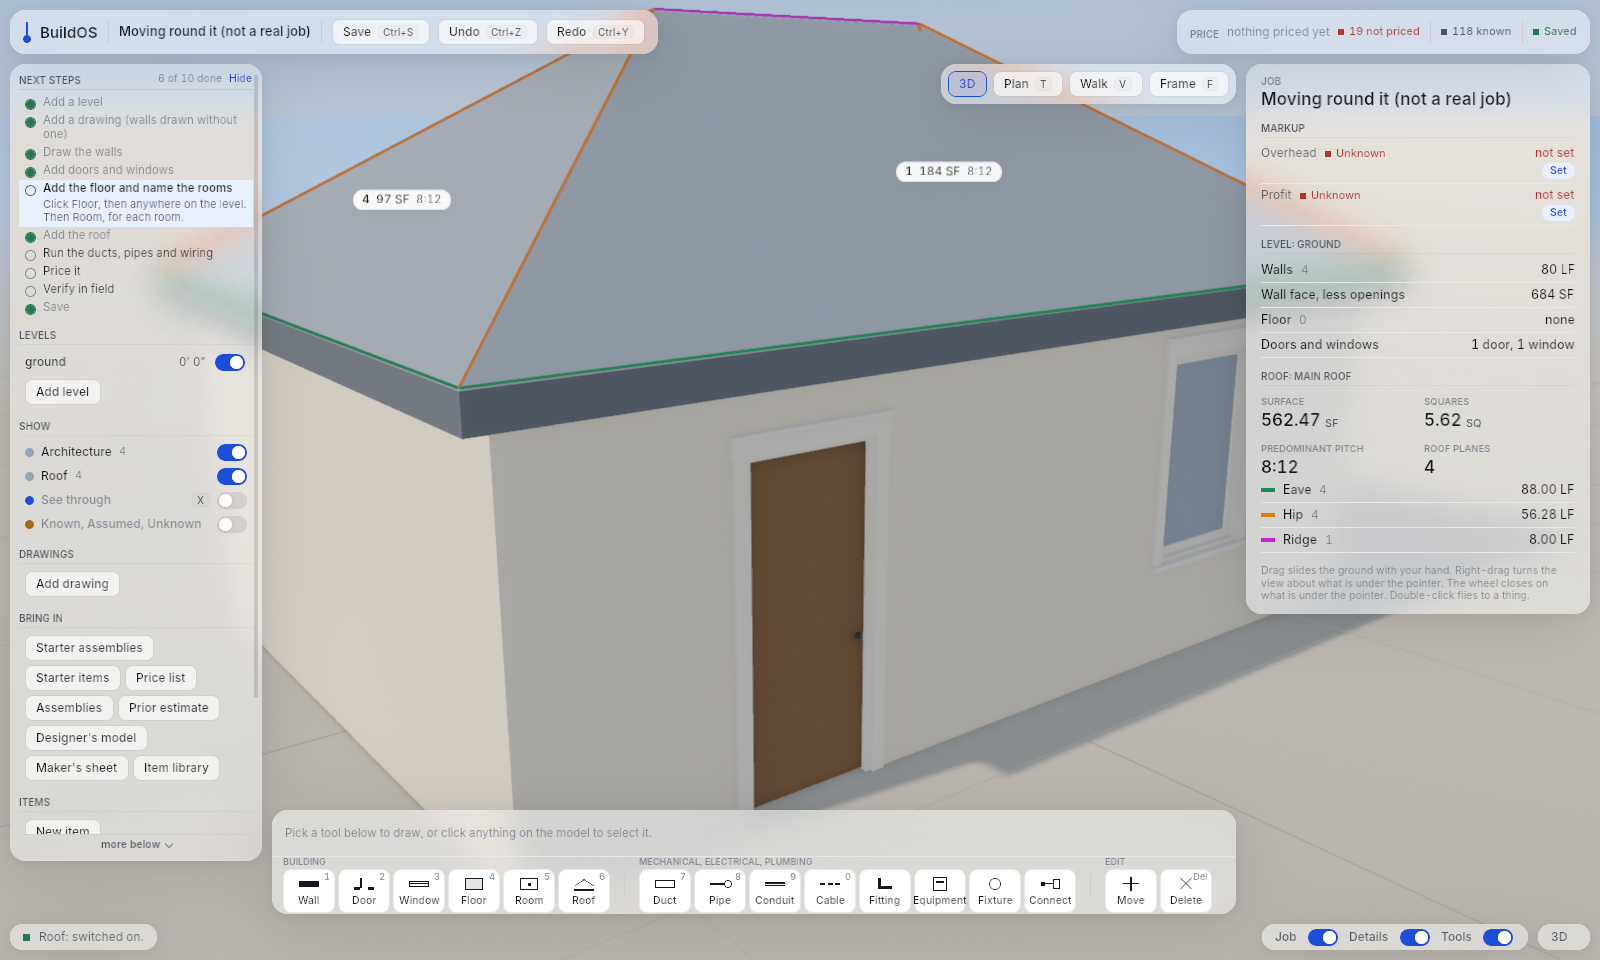 BuildOS
Moving round it (not a real job)
Save Ctrl+S
Undo Ctrl+Z
Redo Ctrl+Y
PRICE nothing priced yet 19 not priced 118 known Saved
NEXT STEPS 6 of 10 done Hide
Add a level
Add a drawing (walls drawn without
one)
Draw the walls
Add doors and windows
Add the floor and name the rooms
Click Floor, then anywhere on the level.
Then Room, for each room.
Add the roof
Run the ducts, pipes and wiring
Price it
Verify in field
Save
LEVELS
ground 0' 0"
Add level
SHOW
Architecture 4
Roof 4
See through X
Known, Assumed, Unknown
DRAWINGS
Add drawing
BRING IN
Starter assemblies
Starter items Price list
Assemblies Prior estimate
Designer's model
Maker's sheet Item library
ITEMS
New item
more below
3D Plan T Walk V Frame F
4 97 SF 8:12
1 184 SF 8:12
JOB
Moving round it (not a real job)
MARKUP
Overhead Unknown not set
Set
Profit Unknown not set
Set
LEVEL: GROUND
Walls 4 80 LF
Wall face, less openings 684 SF
Floor 0 none
Doors and windows 1 door, 1 window
ROOF: MAIN ROOF
SURFACE SQUARES
562.47 SF 5.62 SQ
PREDOMINANT PITCH ROOF PLANES
8:12 4
Eave 4 88.00 LF
Hip 4 56.28 LF
Ridge 1 8.00 LF
Drag slides the ground with your hand. Right-drag turns the
view about what is under the pointer. The wheel closes on
what is under the pointer. Double-click flies to a thing.
Pick a tool below to draw, or click anything on the model to select it.
BUILDING MECHANICAL, ELECTRICAL, PLUMBING EDIT
1 2 3 4 5 6 7 8 9 0 Del
Wall Door Window Floor Room Roof Duct Pipe Conduit Cable Fitting Equipment Fixture Connect Move Delete
Roof: switched on.
Job Details Tools 3D